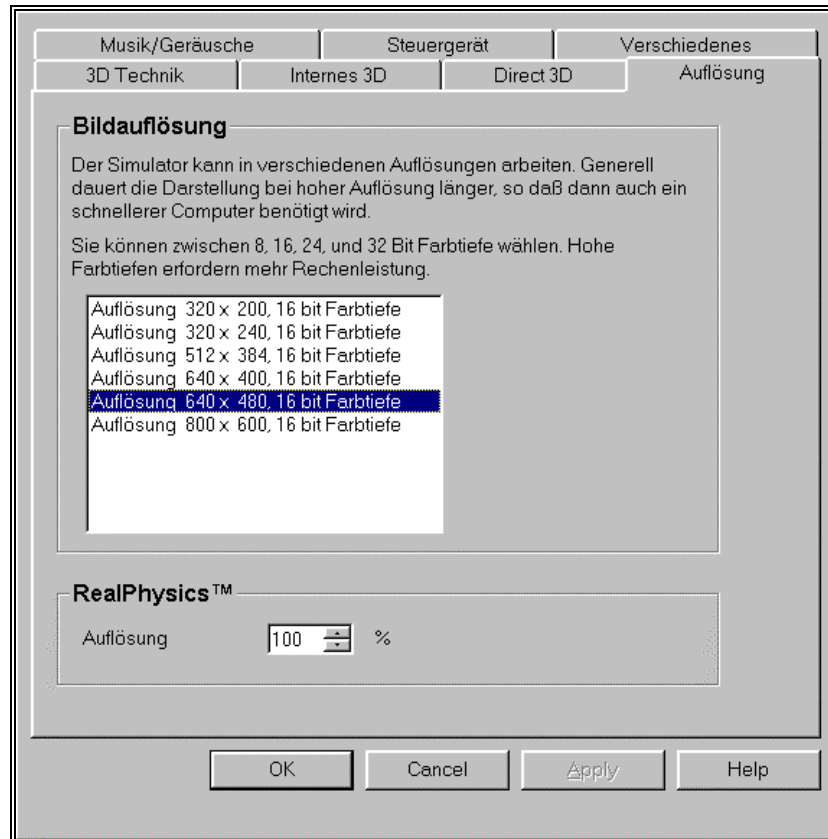 Musik/Geräusche Steuergerät Verschiedenes
3D Technik Internes 3D Direct 3D Auflösung
Bildauflösung
Der Simulator kann in verschiedenen Auflösungen arbeiten. Generell
dauert die Darstellung bei hoher Auflösung länger, so daß dann auch ein
schnellerer Computer benötigt wird.
Sie können zwischen 8, 16, 24, und 32 Bit Farbtiefe wählen. Hohe
Farbtiefen erfordern mehr Rechenleistung.
Auflösung 320 x 200, 16 bit Farbtiefe
Auflösung 320 x 240, 16 bit Farbtiefe
Auflösung 512 x 384, 16 bit Farbtiefe
Auflösung 640 x 400, 16 bit Farbtiefe
Auflösung 640 x 480, 16 bit Farbtiefe
Auflösung 800 x 600, 16 bit Farbtiefe
RealPhysics™
Auflösung 100 %
OK Cancel Apply Help